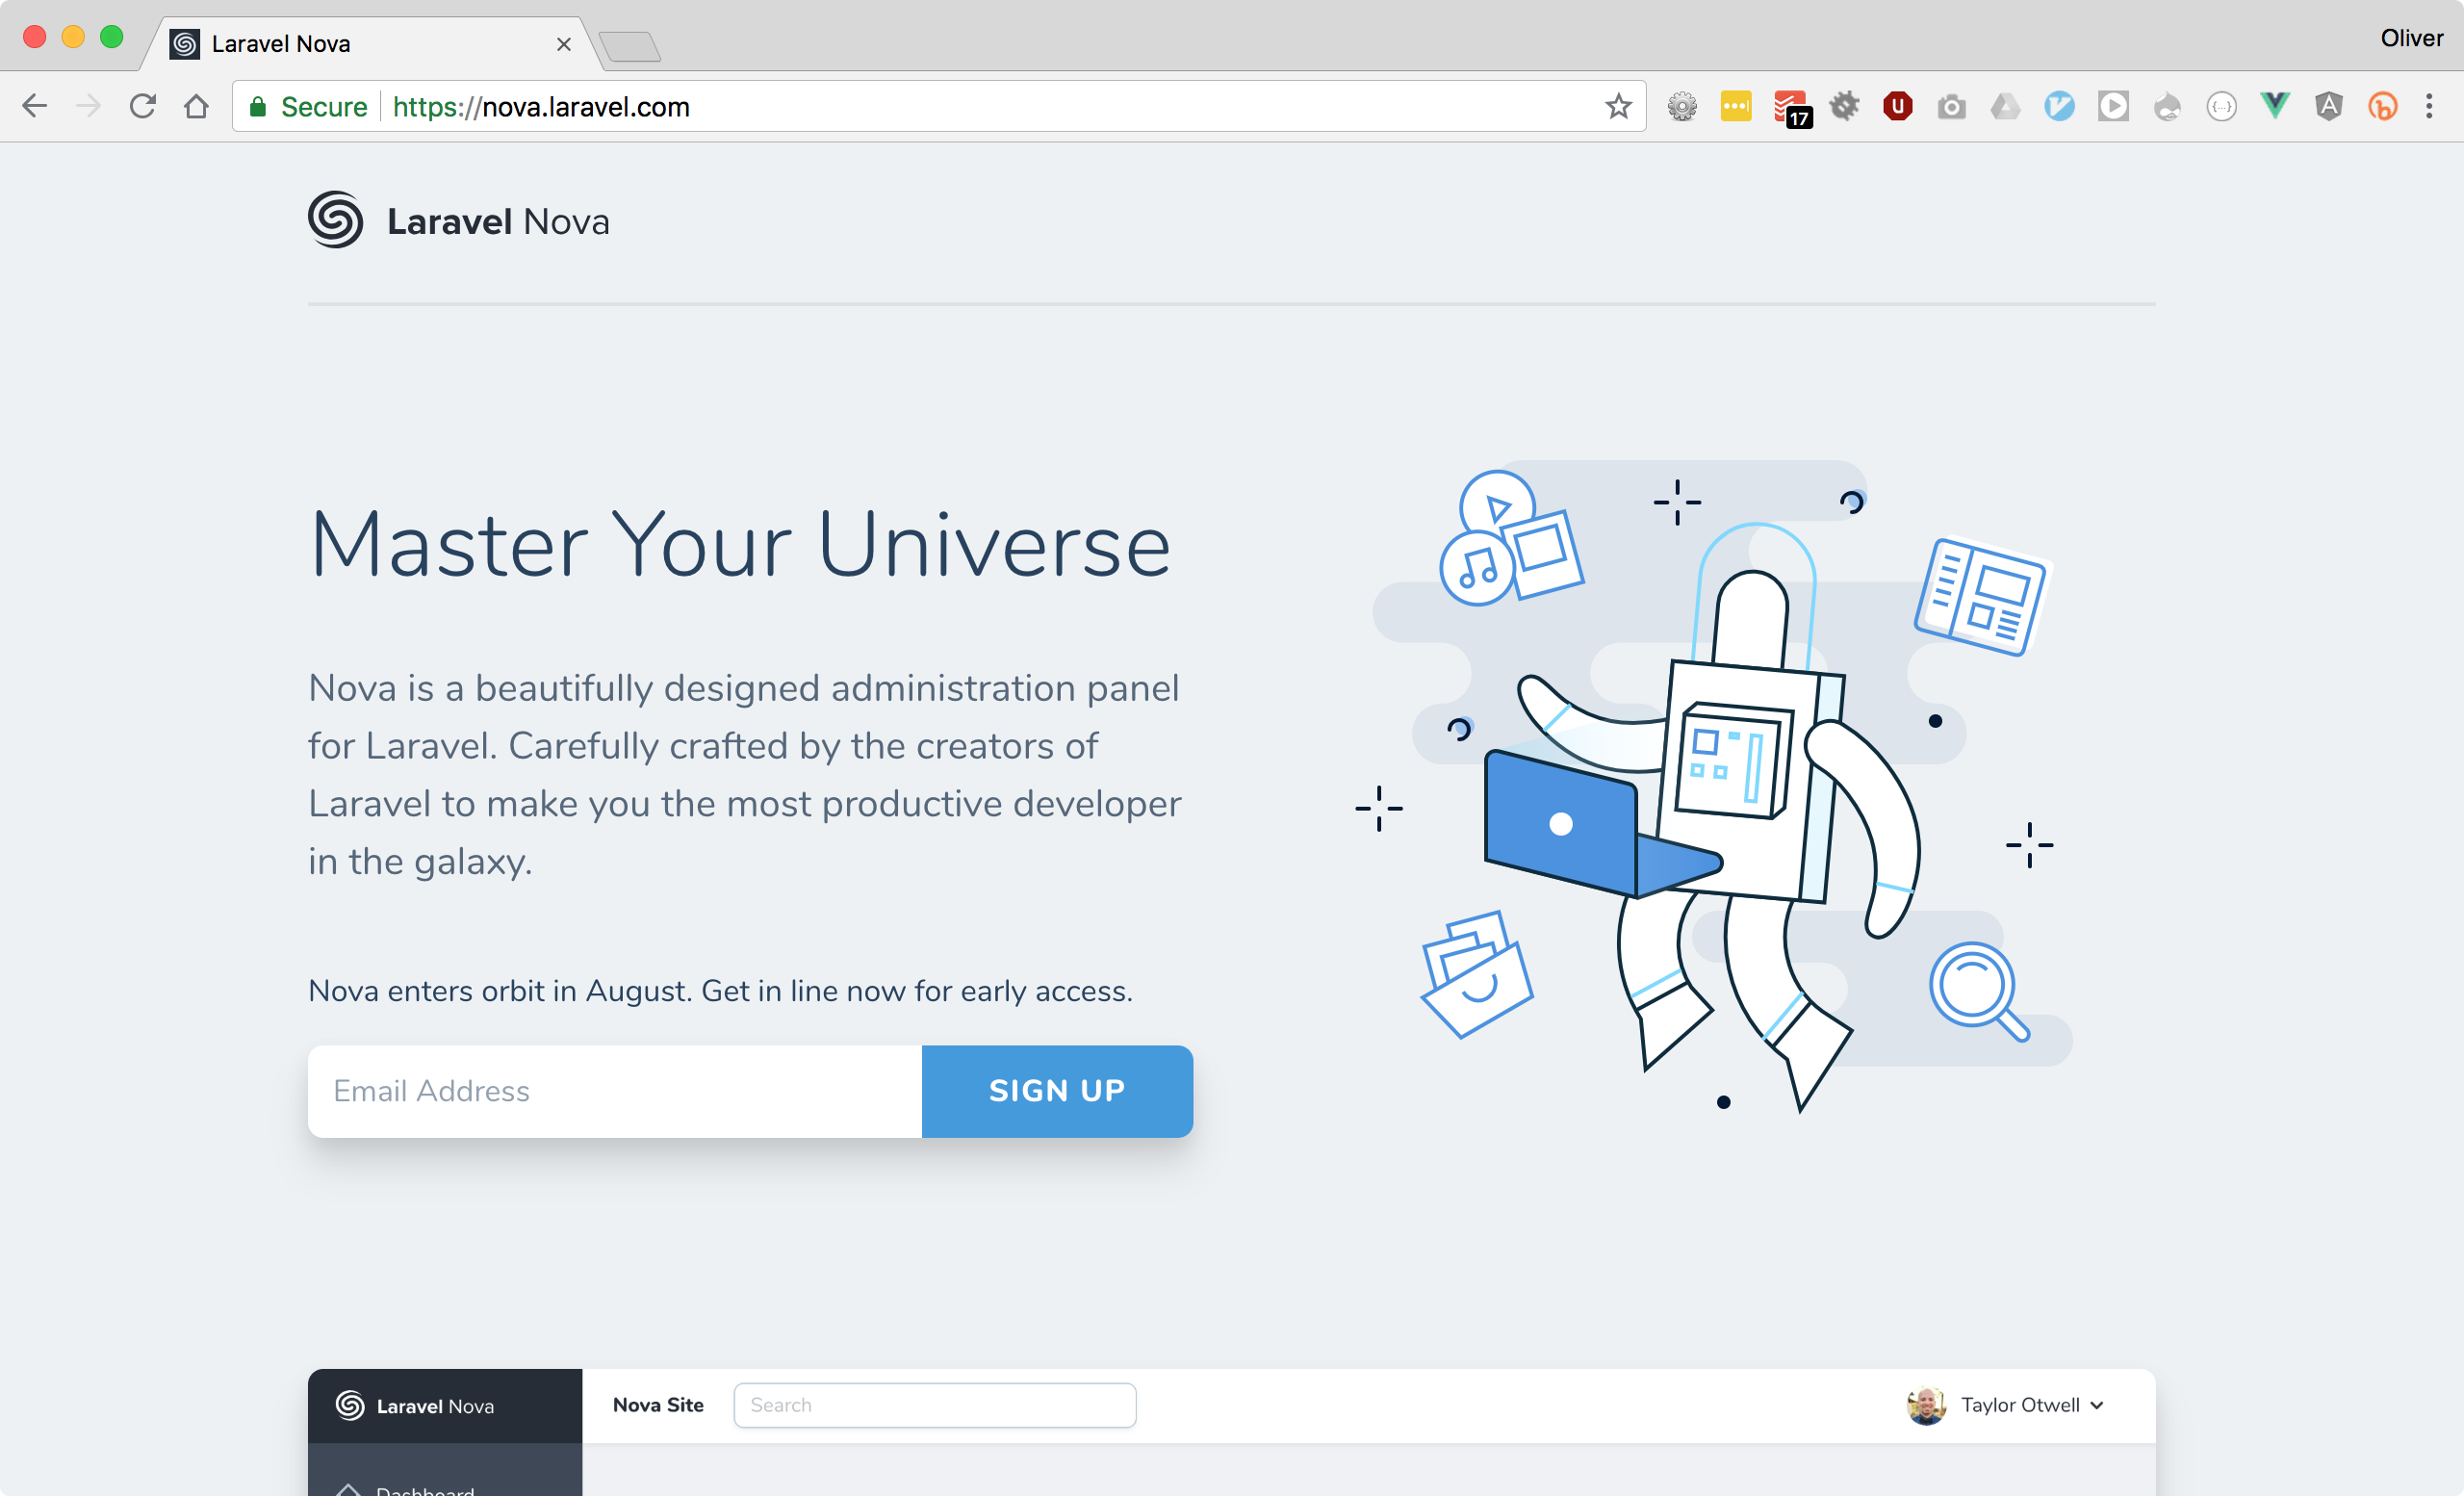 Laravel Nova
Oliver
Secure https://nova.laravel.com
17
Laravel Nova
Master Your Universe
Nova is a beautifully designed administration panel
for Laravel. Carefully crafted by the creators of
Laravel to make you the most productive developer
in the galaxy.
Nova enters orbit in August. Get in line now for early access.
Email Address
SIGN UP
Laravel Nova
Nova Site
Search
Taylor Otwell
Dashboard